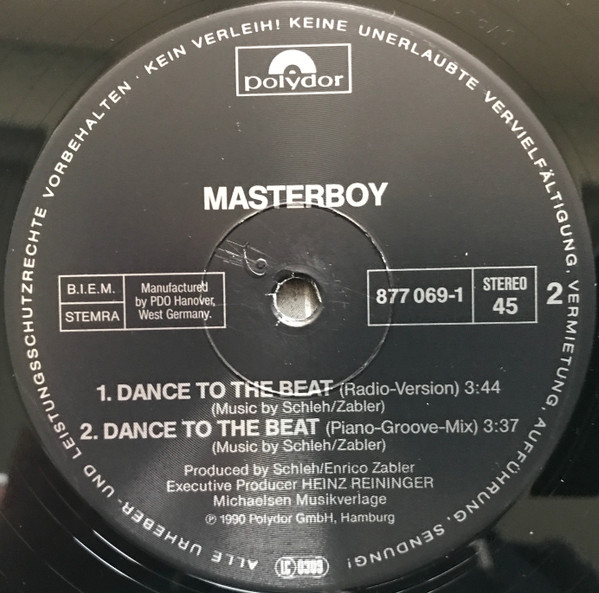 ALLE URHEBER- UND LEISTUNGSSCHUTZRECHTE VORBEHALTEN · KEIN VERLEIH! KEINE UNERLAUBTE VERVIELFÄLTIGUNG, VERMIETUNG, AUFFÜHRUNG, SENDUNG!
polydor
MASTERBOY
B.I.E.M.
STEMRA
Manufactured
by PDO Hanover,
West Germany.
877 069-1
STEREO
45
2
1. DANCE TO THE BEAT (Radio-Version) 3:44
(Music by Schleh/Zabler)
2. DANCE TO THE BEAT (Piano-Groove-Mix) 3:37
(Music by Schleh/Zabler)
Produced by Schleh/Enrico Zabler
Executive Producer HEINZ REININGER
Michaelsen Musikverlage
℗ 1990 Polydor GmbH, Hamburg
LC 0309